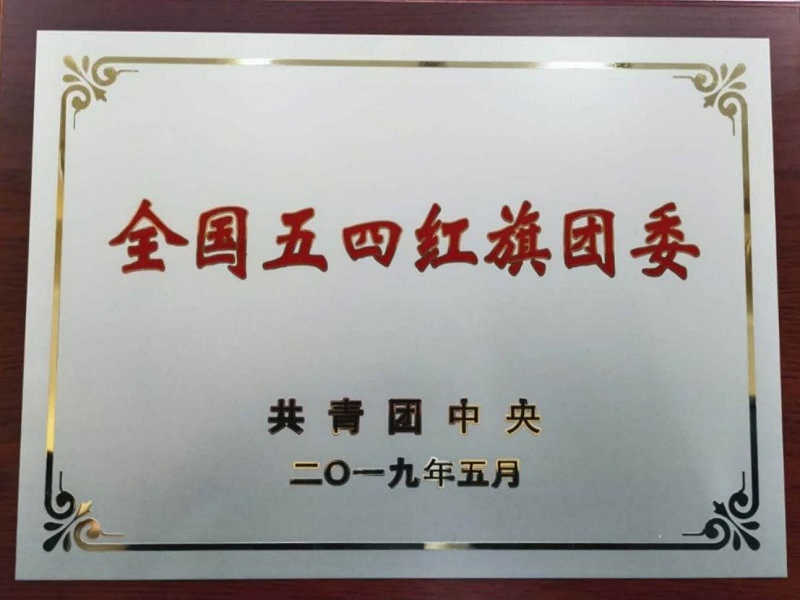 全国五四红旗团委
共青团中央
二〇一九年五月